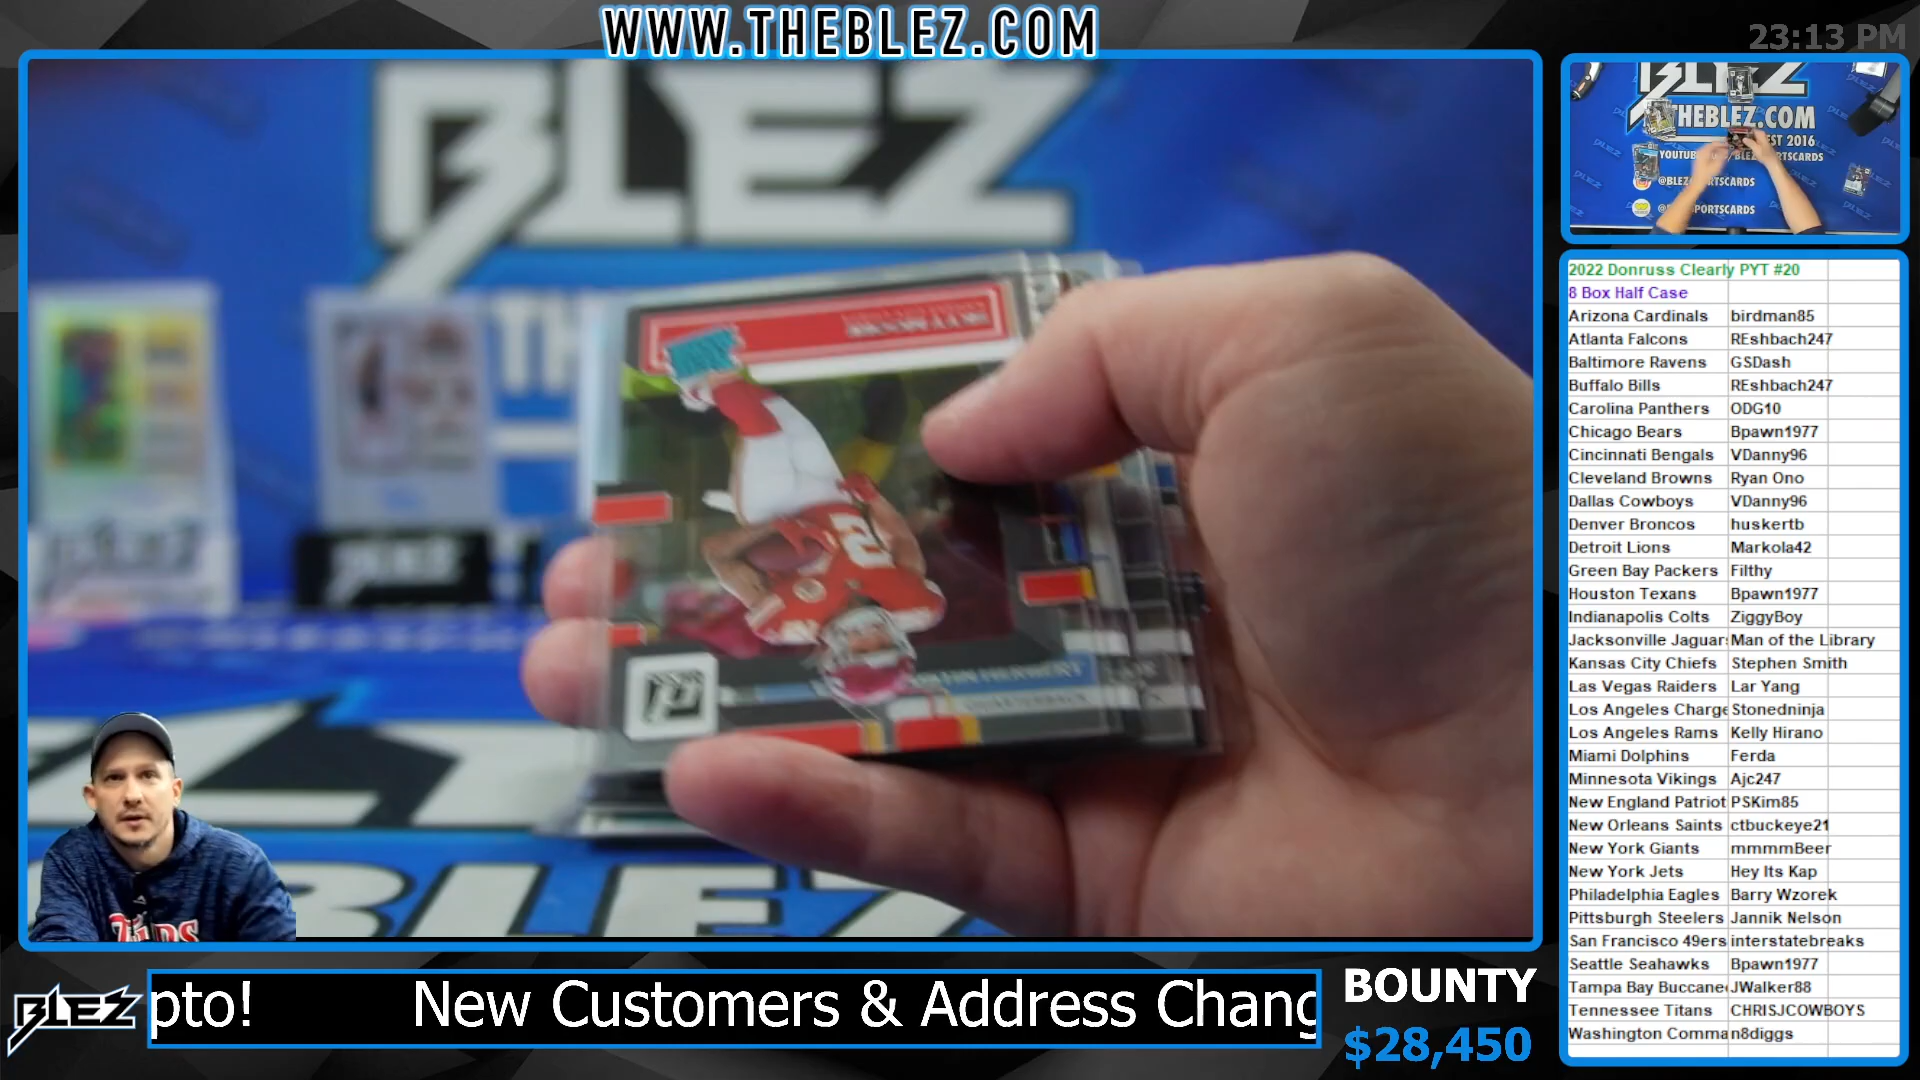 WWW.THEBLEZ.COM
23:13 PM
BLEZ
THEBLEZ.COM
EST 2016
2022 Donruss Clearly PYT #20
8 Box Half Case
Arizona Cardinals birdman85
Atlanta Falcons REshbach247
Baltimore Ravens GSDash
Buffalo Bills REshbach247
Carolina Panthers ODG10
Chicago Bears Bpawn1977
Cincinnati Bengals VDanny96
Cleveland Browns Ryan Ono
Dallas Cowboys VDanny96
Denver Broncos huskertb
Detroit Lions Markola42
Green Bay Packers Filthy
Houston Texans Bpawn1977
Indianapolis Colts ZiggyBoy
Jacksonville Jaguar Man of the Library
Kansas City Chiefs Stephen Smith
Las Vegas Raiders Lar Yang
Los Angeles Charge Stonedninja
Los Angeles Rams Kelly Hirano
Miami Dolphins Ferda
Minnesota Vikings Ajc247
New England Patriot PSKim85
New Orleans Saints ctbuckeye21
New York Giants mmmmBeer
New York Jets Hey Its Kap
Philadelphia Eagles Barry Wzorek
Pittsburgh Steelers Jannik Nelson
San Francisco 49ers interstatebreaks
Seattle Seahawks Bpawn1977
Tampa Bay Buccanee JWalker88
Tennessee Titans CHRISJCOWBOYS
Washington Comma n8diggs
BLEZ
pto! New Customers & Address Chang
BOUNTY
$28,450